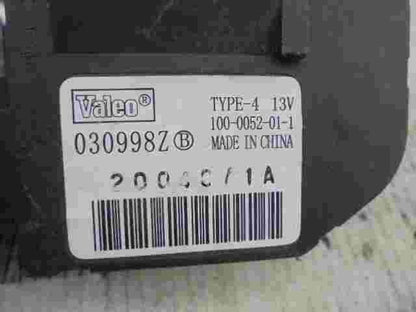 Valeo®
TYPE-4 13V
100-0052-01-1
030998Z Ⓑ
MADE IN CHINA